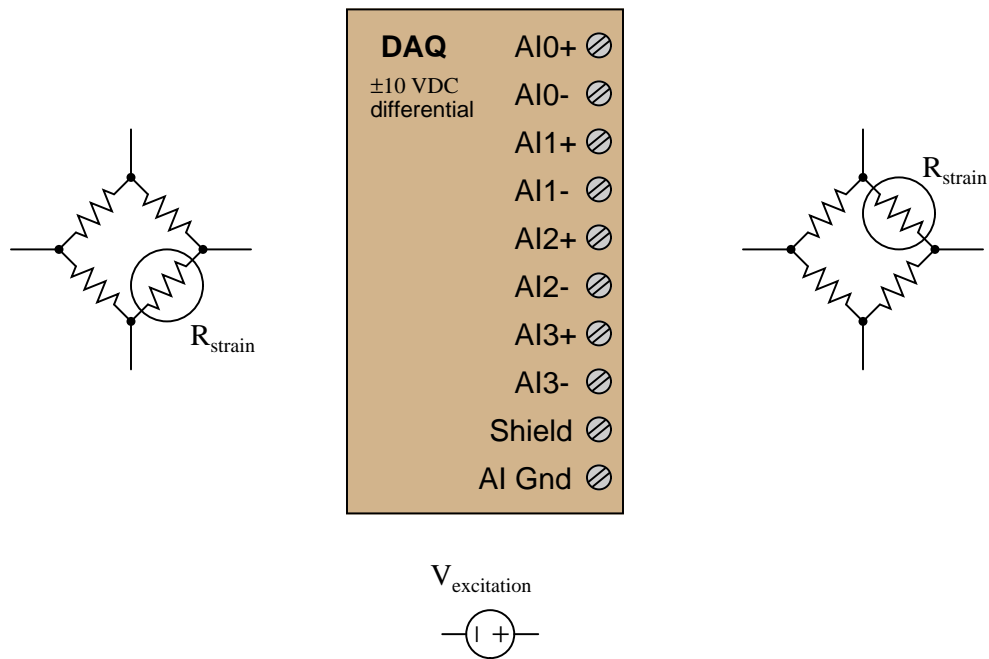 DAQ
±10 VDC
differential
AI0+
AI0-
AI1+
AI1-
AI2+
AI2-
AI3+
AI3-
Shield
AI Gnd
Rstrain
Rstrain
Vexcitation